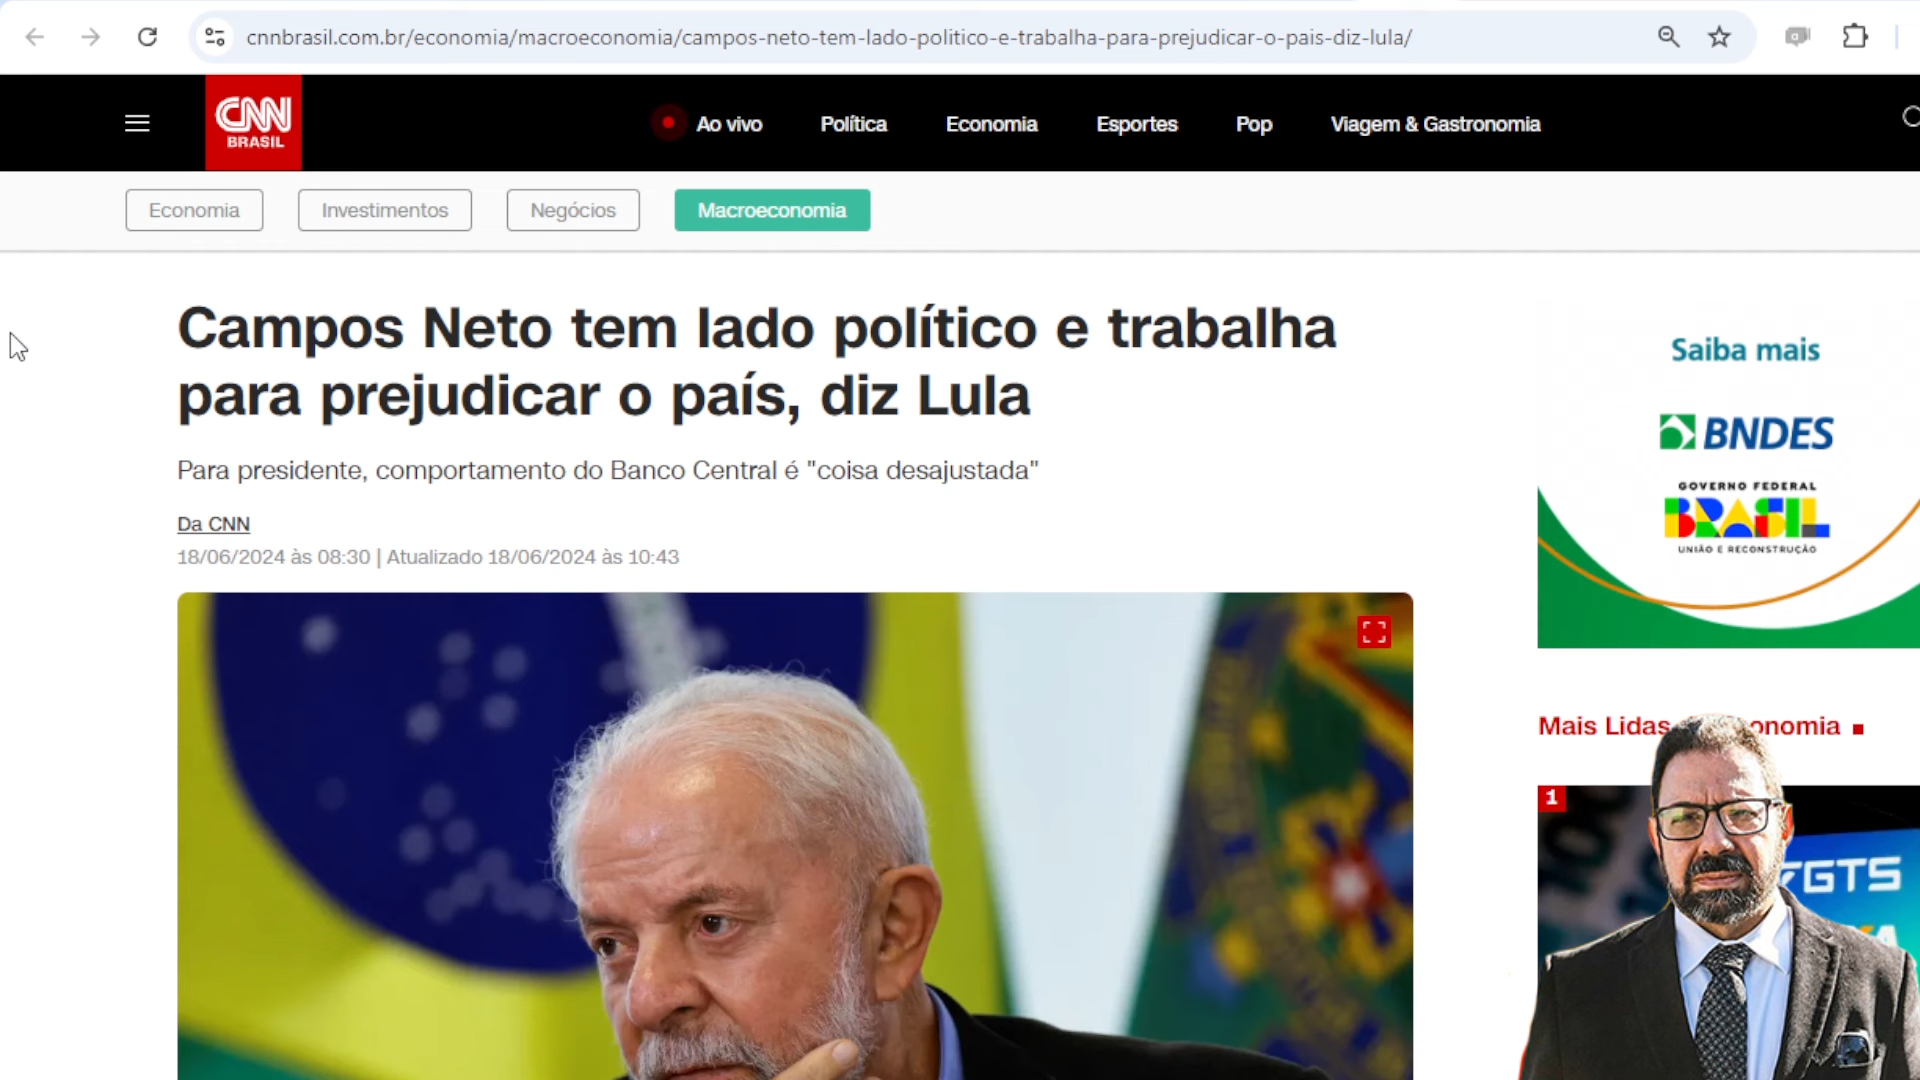 cnnbrasil.com.br/economia/macroeconomia/campos-neto-tem-lado-politico-e-trabalha-para-prejudicar-o-pais-diz-lula/
CNN
BRASIL
Ao vivo
Política
Economia
Esportes
Pop
Viagem & Gastronomia
Economia
Investimentos
Negócios
Macroeconomia
Campos Neto tem lado político e trabalha
para prejudicar o país, diz Lula
Para presidente, comportamento do Banco Central é "coisa desajustada"
Da CNN
18/06/2024 às 08:30 | Atualizado 18/06/2024 às 10:43
Saiba mais
BNDES
GOVERNO FEDERAL
BRASIL
UNIÃO E RECONSTRUÇÃO
Mais Lidas onomia
1
FGTS